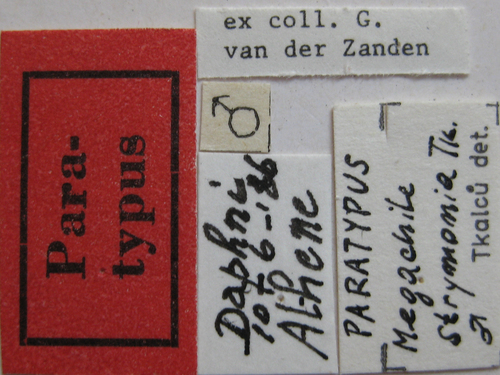 ex coll. G.
van der Zanden
Para-
typus
♂
Daphni
10-6-'86
Athene
PARATYPUS
Megachile
strymonia Tk.
♂ Tkalců det.